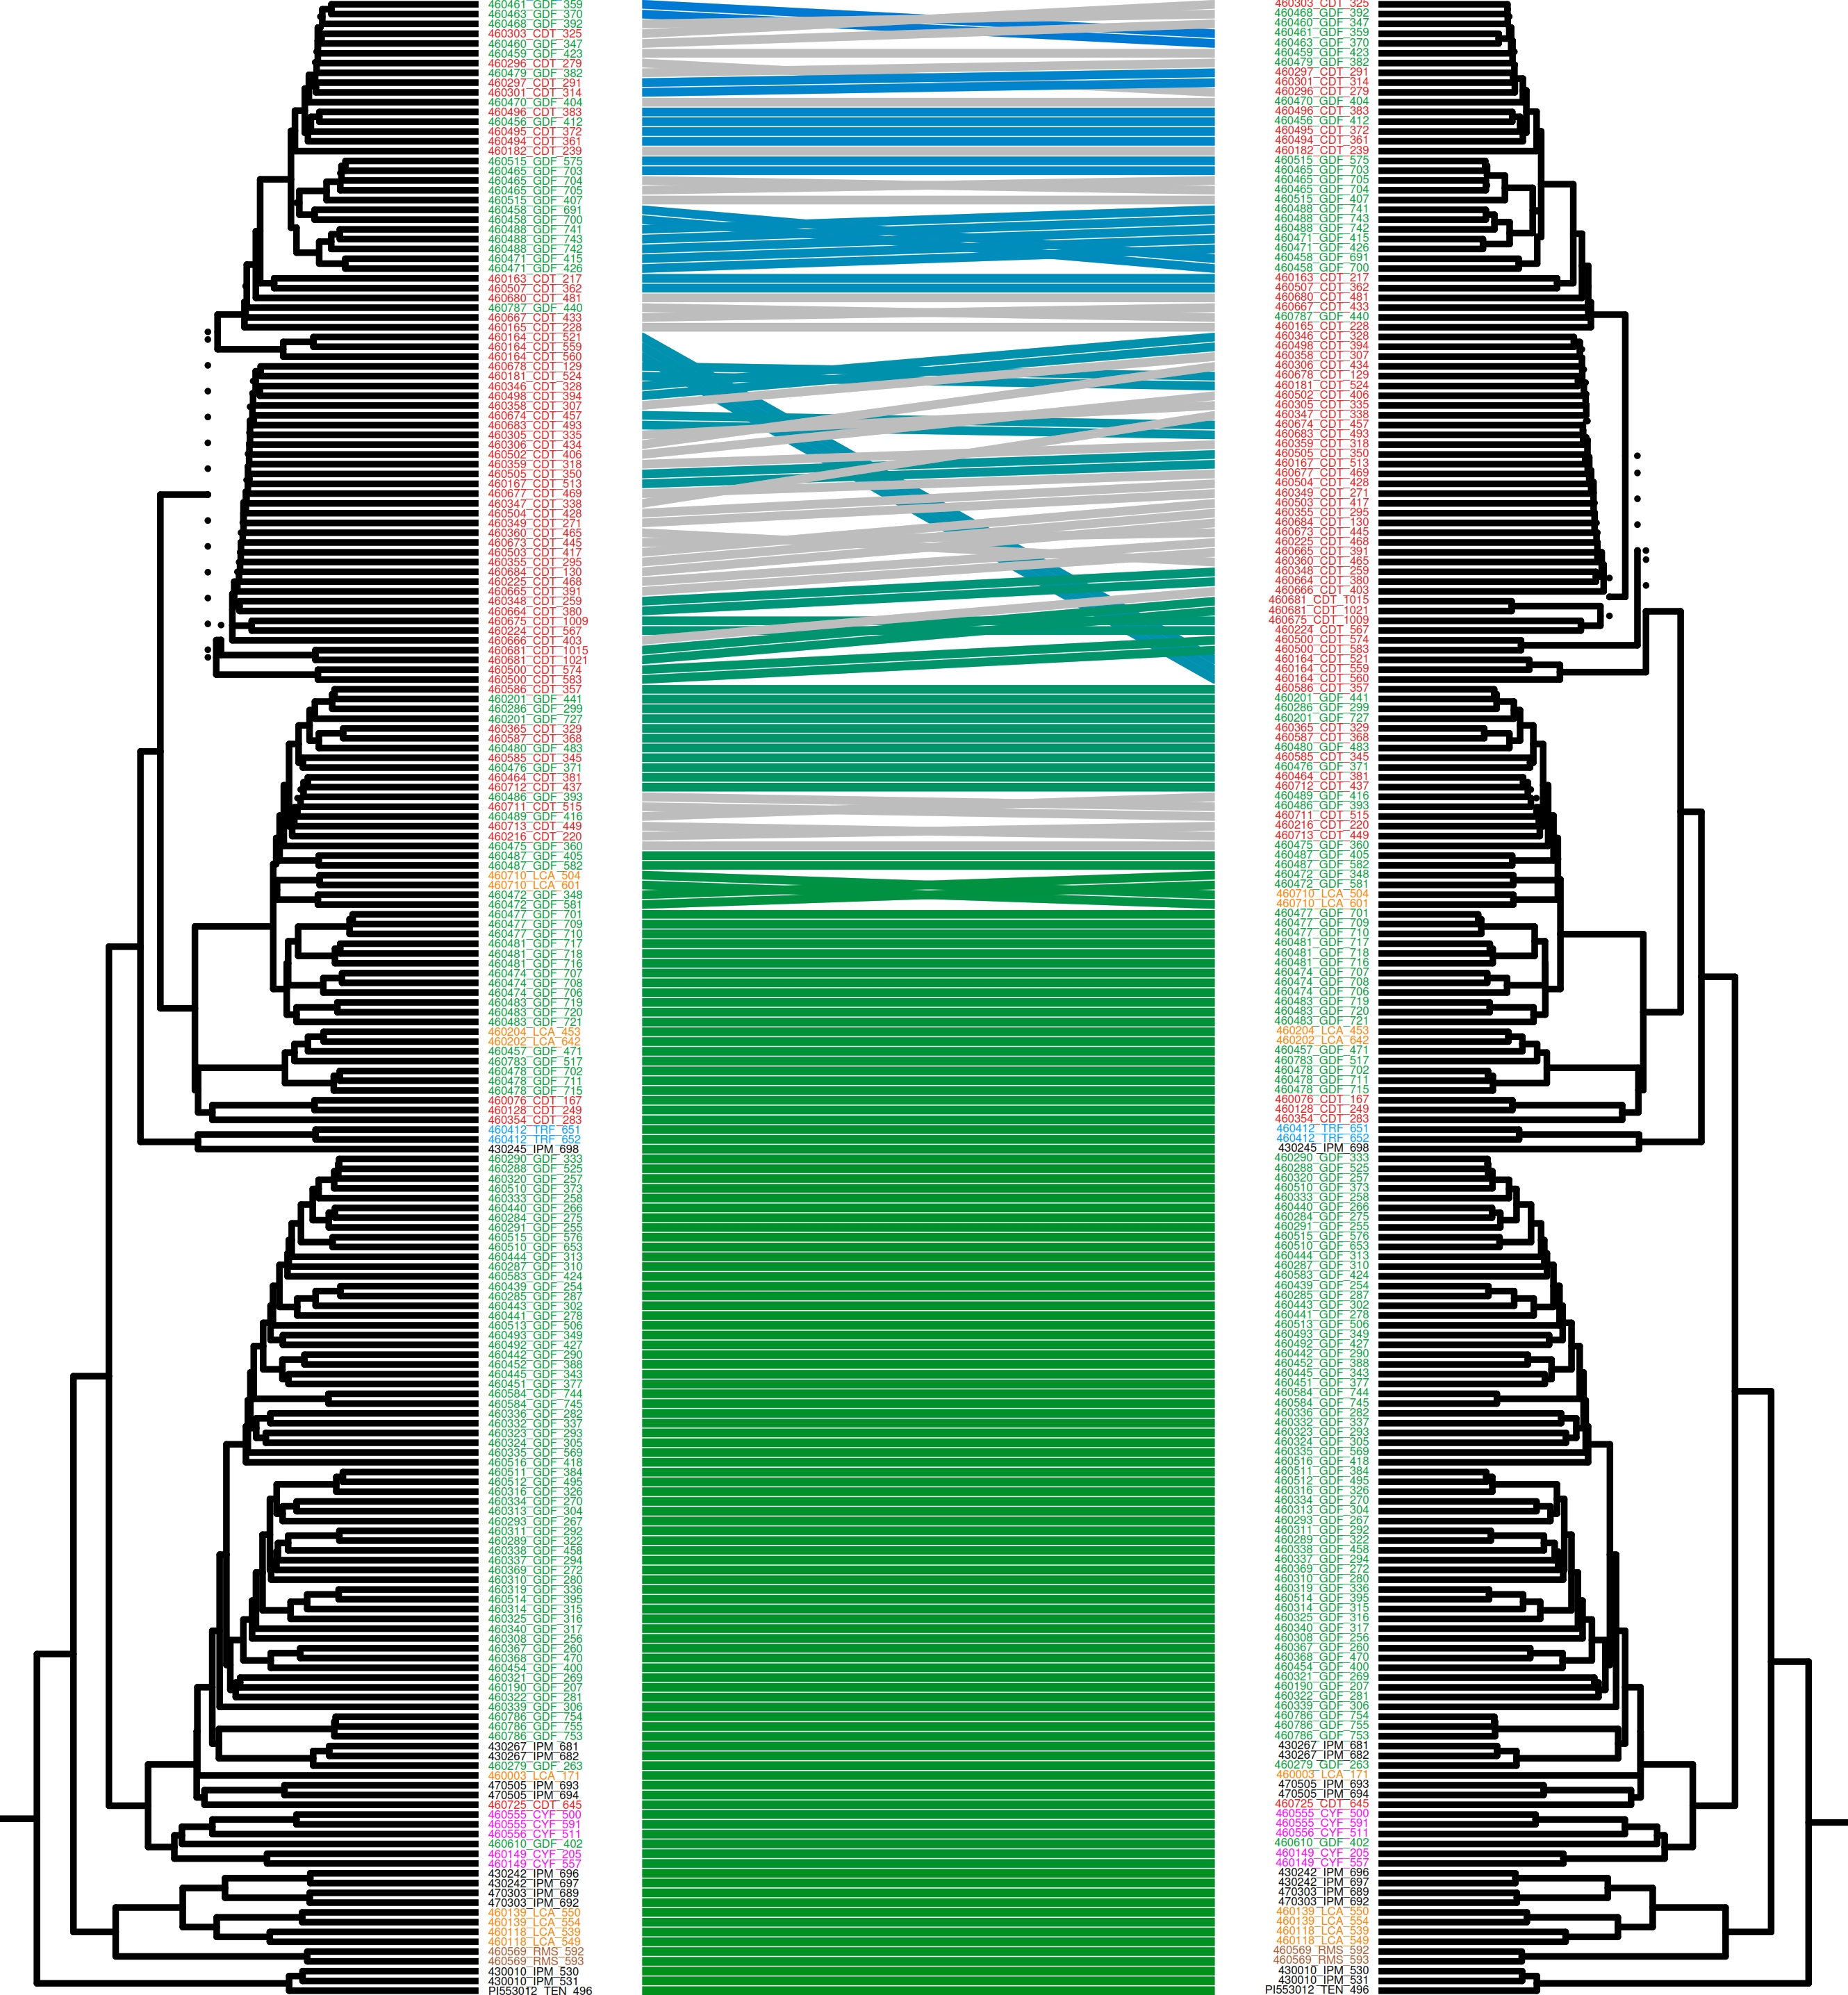 460461_GDF_359
460463_GDF_370
460468_GDF_392
460303_CDT_325
460460_GDF_347
460459_GDF_423
460296_CDT_279
460479_GDF_382
460297_CDT_291
460301_CDT_314
460470_GDF_404
460496_CDT_383
460456_GDF_412
460495_CDT_372
460494_CDT_361
460182_CDT_239
460515_GDF_575
460465_GDF_703
460465_GDF_704
460465_GDF_705
460515_GDF_407
460458_GDF_691
460458_GDF_700
460488_GDF_741
460488_GDF_743
460488_GDF_742
460471_GDF_415
460471_GDF_426
460163_CDT_217
460507_CDT_362
460680_CDT_481
460787_GDF_440
460667_CDT_433
460165_CDT_228
460164_CDT_521
460164_CDT_559
460164_CDT_560
460678_CDT_129
460181_CDT_524
460346_CDT_328
460498_CDT_394
460358_CDT_307
460674_CDT_457
460683_CDT_493
460305_CDT_335
460306_CDT_434
460502_CDT_406
460359_CDT_318
460505_CDT_350
460167_CDT_513
460677_CDT_469
460347_CDT_338
460504_CDT_428
460349_CDT_271
460360_CDT_465
460673_CDT_445
460503_CDT_417
460355_CDT_295
460684_CDT_130
460225_CDT_468
460665_CDT_391
460348_CDT_259
460664_CDT_380
460675_CDT_1009
460224_CDT_567
460666_CDT_403
460681_CDT_1015
460681_CDT_1021
460500_CDT_574
460500_CDT_583
460586_CDT_357
460201_GDF_441
460286_GDF_299
460201_GDF_727
460365_CDT_329
460587_CDT_368
460480_GDF_483
460585_CDT_345
460476_GDF_371
460464_CDT_381
460712_CDT_437
460486_GDF_393
460711_CDT_515
460489_GDF_416
460713_CDT_449
460216_CDT_220
460475_GDF_360
460487_GDF_405
460487_GDF_582
460710_LCA_504
460710_LCA_601
460472_GDF_348
460472_GDF_581
460477_GDF_701
460477_GDF_709
460477_GDF_710
460481_GDF_717
460481_GDF_718
460481_GDF_716
460474_GDF_707
460474_GDF_708
460474_GDF_706
460483_GDF_719
460483_GDF_720
460483_GDF_721
460204_LCA_453
460202_LCA_642
460457_GDF_471
460783_GDF_517
460478_GDF_702
460478_GDF_711
460478_GDF_715
460076_CDT_167
460128_CDT_249
460354_CDT_283
460412_TRF_651
460412_TRF_652
430245_IPM_698
460290_GDF_333
460288_GDF_525
460320_GDF_257
460510_GDF_373
460333_GDF_258
460440_GDF_266
460284_GDF_275
460291_GDF_255
460515_GDF_576
460510_GDF_653
460444_GDF_313
460287_GDF_310
460583_GDF_424
460439_GDF_254
460285_GDF_287
460443_GDF_302
460441_GDF_278
460513_GDF_506
460493_GDF_349
460492_GDF_427
460442_GDF_290
460452_GDF_388
460445_GDF_343
460451_GDF_377
460584_GDF_744
460584_GDF_745
460336_GDF_282
460332_GDF_337
460323_GDF_293
460324_GDF_305
460335_GDF_569
460516_GDF_418
460511_GDF_384
460512_GDF_495
460316_GDF_326
460334_GDF_270
460313_GDF_304
460293_GDF_267
460311_GDF_292
460289_GDF_322
460338_GDF_458
460337_GDF_294
460369_GDF_272
460310_GDF_280
460319_GDF_336
460514_GDF_395
460314_GDF_315
460325_GDF_316
460340_GDF_317
460308_GDF_256
460367_GDF_260
460368_GDF_470
460454_GDF_400
460321_GDF_269
460190_GDF_207
460322_GDF_281
460339_GDF_306
460786_GDF_754
460786_GDF_755
460786_GDF_753
430267_IPM_681
430267_IPM_682
460279_GDF_263
460003_LCA_171
470505_IPM_693
470505_IPM_694
460725_CDT_645
460555_CYF_500
460555_CYF_591
460556_CYF_511
460610_GDF_402
460149_CYF_205
460149_CYF_557
430242_IPM_696
430242_IPM_697
470303_IPM_689
470303_IPM_692
460139_LCA_550
460139_LCA_554
460118_LCA_539
460118_LCA_549
460569_RMS_592
460569_RMS_593
430010_IPM_530
430010_IPM_531
PI553012_TEN_496
460303_CDT_325
460468_GDF_392
460460_GDF_347
460461_GDF_359
460463_GDF_370
460459_GDF_423
460479_GDF_382
460297_CDT_291
460301_CDT_314
460296_CDT_279
460470_GDF_404
460496_CDT_383
460456_GDF_412
460495_CDT_372
460494_CDT_361
460182_CDT_239
460515_GDF_575
460465_GDF_703
460465_GDF_705
460465_GDF_704
460515_GDF_407
460488_GDF_741
460488_GDF_743
460488_GDF_742
460471_GDF_415
460471_GDF_426
460458_GDF_691
460458_GDF_700
460163_CDT_217
460507_CDT_362
460680_CDT_481
460667_CDT_433
460787_GDF_440
460165_CDT_228
460346_CDT_328
460498_CDT_394
460358_CDT_307
460306_CDT_434
460678_CDT_129
460181_CDT_524
460502_CDT_406
460305_CDT_335
460347_CDT_338
460674_CDT_457
460683_CDT_493
460359_CDT_318
460505_CDT_350
460167_CDT_513
460677_CDT_469
460504_CDT_428
460349_CDT_271
460503_CDT_417
460355_CDT_295
460684_CDT_130
460673_CDT_445
460225_CDT_468
460665_CDT_391
460360_CDT_465
460348_CDT_259
460664_CDT_380
460666_CDT_403
460681_CDT_1015
460681_CDT_1021
460675_CDT_1009
460224_CDT_567
460500_CDT_574
460500_CDT_583
460164_CDT_521
460164_CDT_559
460164_CDT_560
460586_CDT_357
460201_GDF_441
460286_GDF_299
460201_GDF_727
460365_CDT_329
460587_CDT_368
460480_GDF_483
460585_CDT_345
460476_GDF_371
460464_CDT_381
460712_CDT_437
460489_GDF_416
460486_GDF_393
460711_CDT_515
460216_CDT_220
460713_CDT_449
460475_GDF_360
460487_GDF_405
460487_GDF_582
460472_GDF_348
460472_GDF_581
460710_LCA_504
460710_LCA_601
460477_GDF_701
460477_GDF_709
460477_GDF_710
460481_GDF_717
460481_GDF_718
460481_GDF_716
460474_GDF_707
460474_GDF_708
460474_GDF_706
460483_GDF_719
460483_GDF_720
460483_GDF_721
460204_LCA_453
460202_LCA_642
460457_GDF_471
460783_GDF_517
460478_GDF_702
460478_GDF_711
460478_GDF_715
460076_CDT_167
460128_CDT_249
460354_CDT_283
460412_TRF_651
460412_TRF_652
430245_IPM_698
460290_GDF_333
460288_GDF_525
460320_GDF_257
460510_GDF_373
460333_GDF_258
460440_GDF_266
460284_GDF_275
460291_GDF_255
460515_GDF_576
460510_GDF_653
460444_GDF_313
460287_GDF_310
460583_GDF_424
460439_GDF_254
460285_GDF_287
460443_GDF_302
460441_GDF_278
460513_GDF_506
460493_GDF_349
460492_GDF_427
460442_GDF_290
460452_GDF_388
460445_GDF_343
460451_GDF_377
460584_GDF_744
460584_GDF_745
460336_GDF_282
460332_GDF_337
460323_GDF_293
460324_GDF_305
460335_GDF_569
460516_GDF_418
460511_GDF_384
460512_GDF_495
460316_GDF_326
460334_GDF_270
460313_GDF_304
460293_GDF_267
460311_GDF_292
460289_GDF_322
460338_GDF_458
460337_GDF_294
460369_GDF_272
460310_GDF_280
460319_GDF_336
460514_GDF_395
460314_GDF_315
460325_GDF_316
460340_GDF_317
460308_GDF_256
460367_GDF_260
460368_GDF_470
460454_GDF_400
460321_GDF_269
460190_GDF_207
460322_GDF_281
460339_GDF_306
460786_GDF_754
460786_GDF_755
460786_GDF_753
430267_IPM_681
430267_IPM_682
460279_GDF_263
460003_LCA_171
470505_IPM_693
470505_IPM_694
460725_CDT_645
460555_CYF_500
460555_CYF_591
460556_CYF_511
460610_GDF_402
460149_CYF_205
460149_CYF_557
430242_IPM_696
430242_IPM_697
470303_IPM_689
470303_IPM_692
460139_LCA_550
460139_LCA_554
460118_LCA_539
460118_LCA_549
460569_RMS_592
460569_RMS_593
430010_IPM_530
430010_IPM_531
PI553012_TEN_496